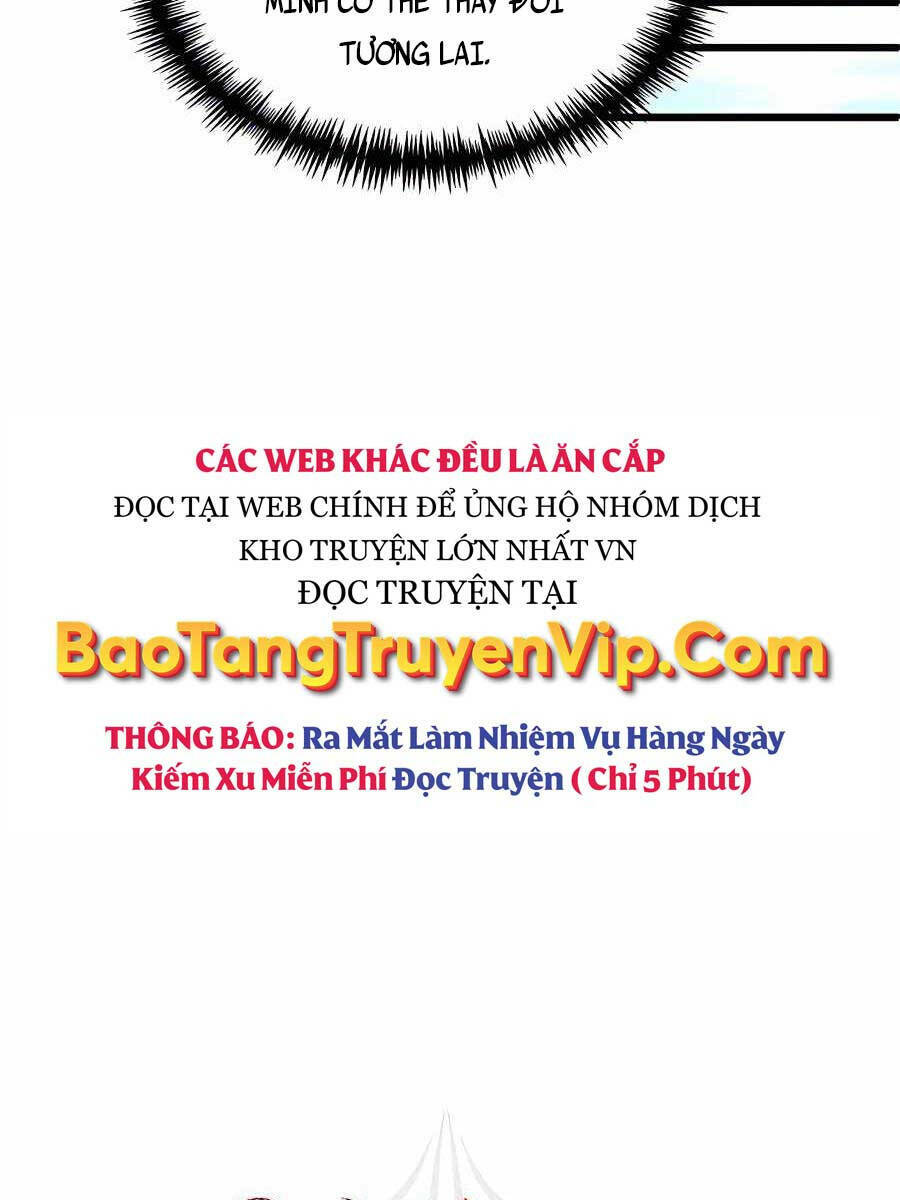 MÌNH CÓ THỂ THAY ĐỔI
TƯƠNG LAI.
CÁC WEB KHÁC ĐỀU LÀ ĂN CẮP
ĐỌC TẠI WEB CHÍNH ĐỂ ỦNG HỘ NHÓM DỊCH
KHO TRUYỆN LỚN NHẤT VN
ĐỌC TRUYỆN TẠI
BaoTangTruyenVip.Com
THÔNG BÁO: Ra Mắt Làm Nhiệm Vụ Hàng Ngày
Kiếm Xu Miễn Phí Đọc Truyện ( Chỉ 5 Phút)